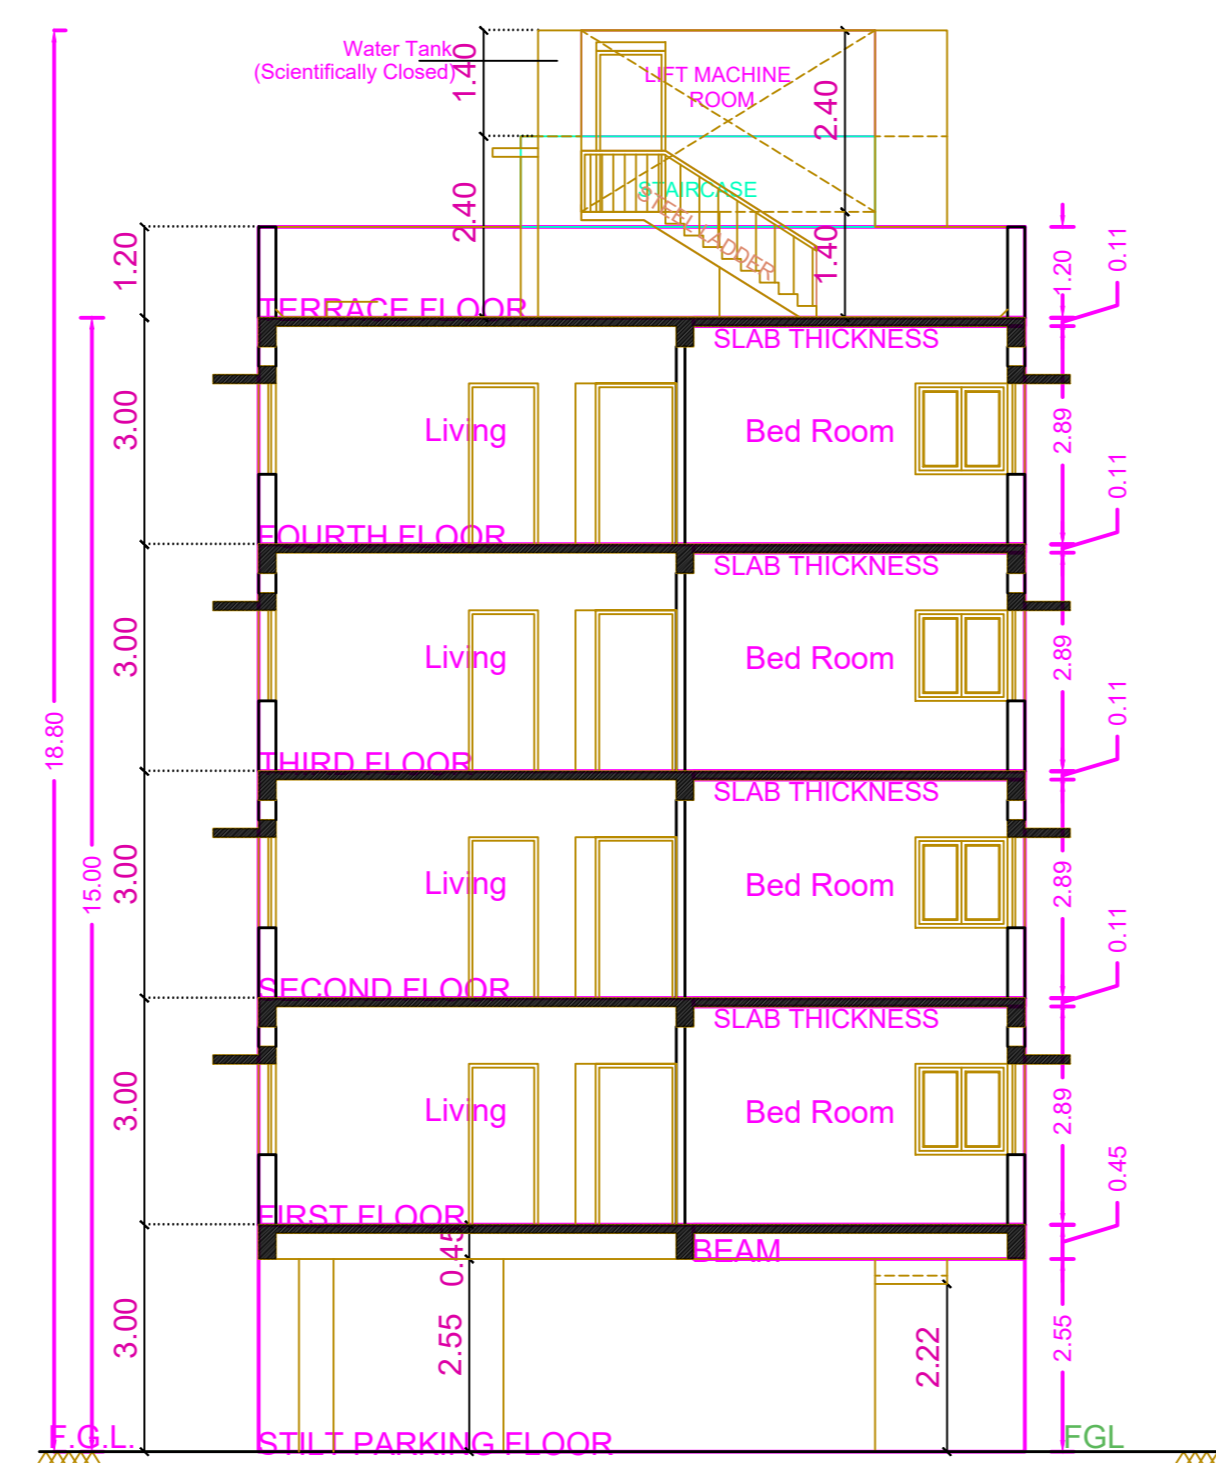 Water Tank
(Scientifically Closed)
1.40
LIFT MACHINE
ROOM
2.40
2.40
STAIRCASE
STEEL LADDER
1.40
1.20
1.20
0.11
TERRACE FLOOR
SLAB THICKNESS
3.00
Living
Bed Room
2.89
0.11
FOURTH FLOOR
SLAB THICKNESS
3.00
Living
Bed Room
2.89
0.11
18.80
THIRD FLOOR
SLAB THICKNESS
15.00
3.00
Living
Bed Room
2.89
0.11
SECOND FLOOR
SLAB THICKNESS
3.00
Living
Bed Room
2.89
0.45
FIRST FLOOR
0.45
BEAM
3.00
2.55
2.22
2.55
F.G.L.
STILT PARKING FLOOR
FGL